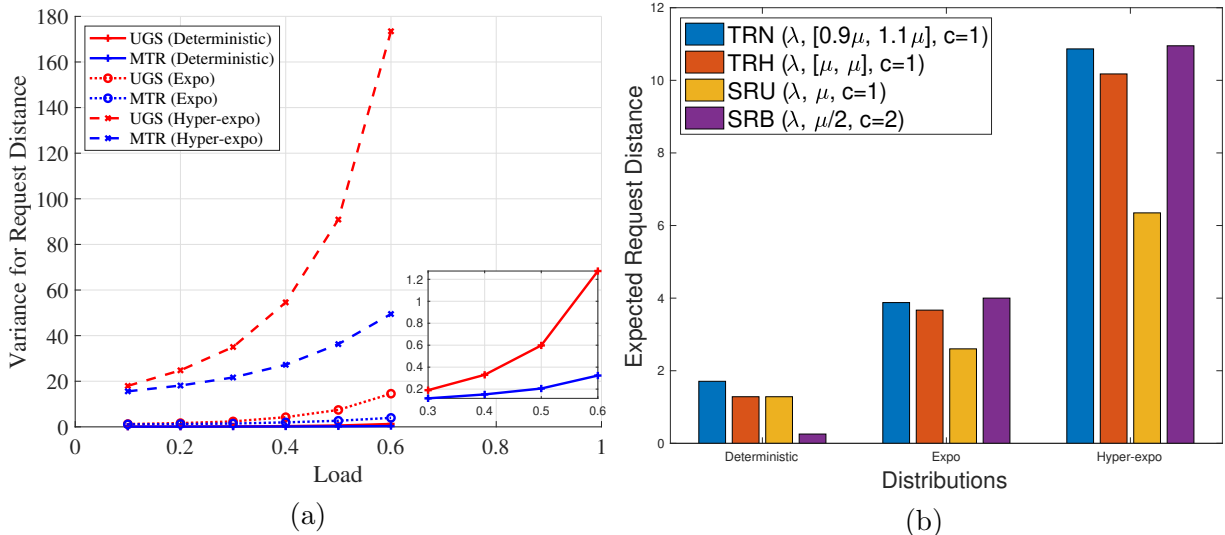 180
160
140
120
100
80
60
40
20
0
Variance for Request Distance
UGS (Deterministic)
MTR (Deterministic)
UGS (Expo)
MTR (Expo)
UGS (Hyper-expo)
MTR (Hyper-expo)
1.2
1
0.8
0.6
0.4
0.2
0.3 0.4 0.5 0.6
0 0.2 0.4 0.6 0.8 1
Load
(a)
12
10
8
6
4
2
0
Expected Request Distance
TRN (λ, [0.9μ, 1.1μ], c=1)
TRH (λ, [μ, μ], c=1)
SRU (λ, μ, c=1)
SRB (λ, μ/2, c=2)
Deterministic Expo Hyper-expo
Distributions
(b)